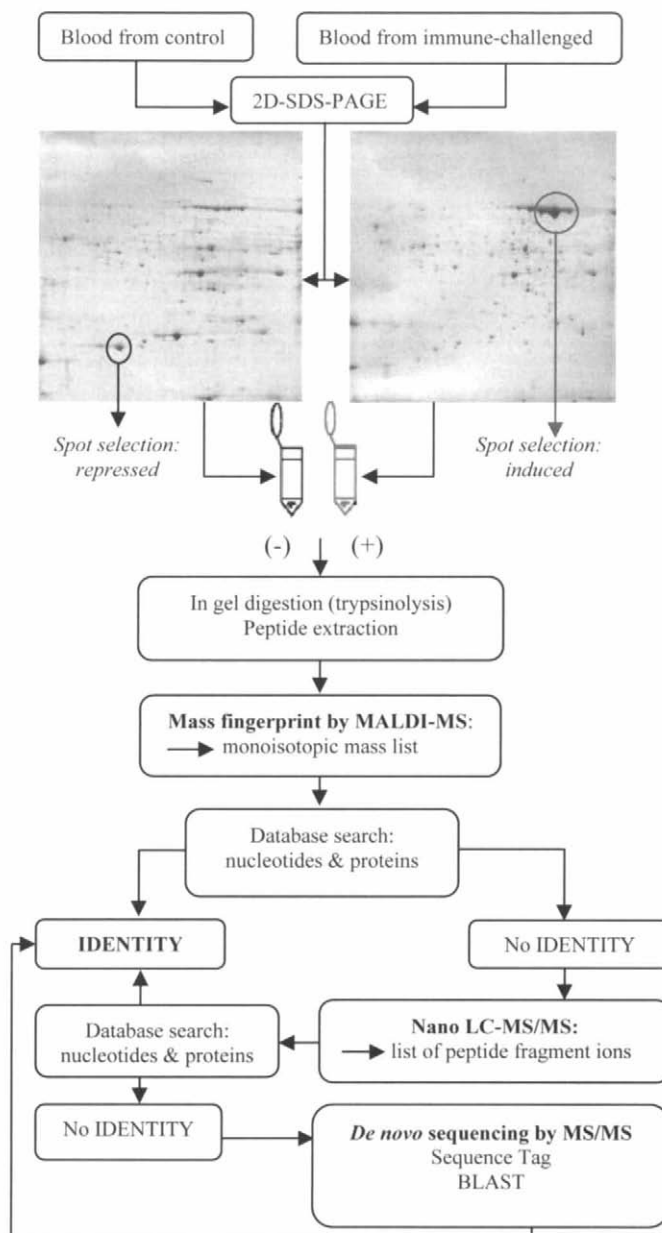 Blood from control
Blood from immune-challenged
2D-SDS-PAGE
Spot selection:
repressed
Spot selection:
induced
(-)
(+)
In gel digestion (trypsinolysis)
Peptide extraction
Mass fingerprint by MALDI-MS:
monoisotopic mass list
Database search:
nucleotides & proteins
IDENTITY
No IDENTITY
Nano LC-MS/MS:
list of peptide fragment ions
Database search:
nucleotides & proteins
No IDENTITY
De novo sequencing by MS/MS
Sequence Tag
BLAST